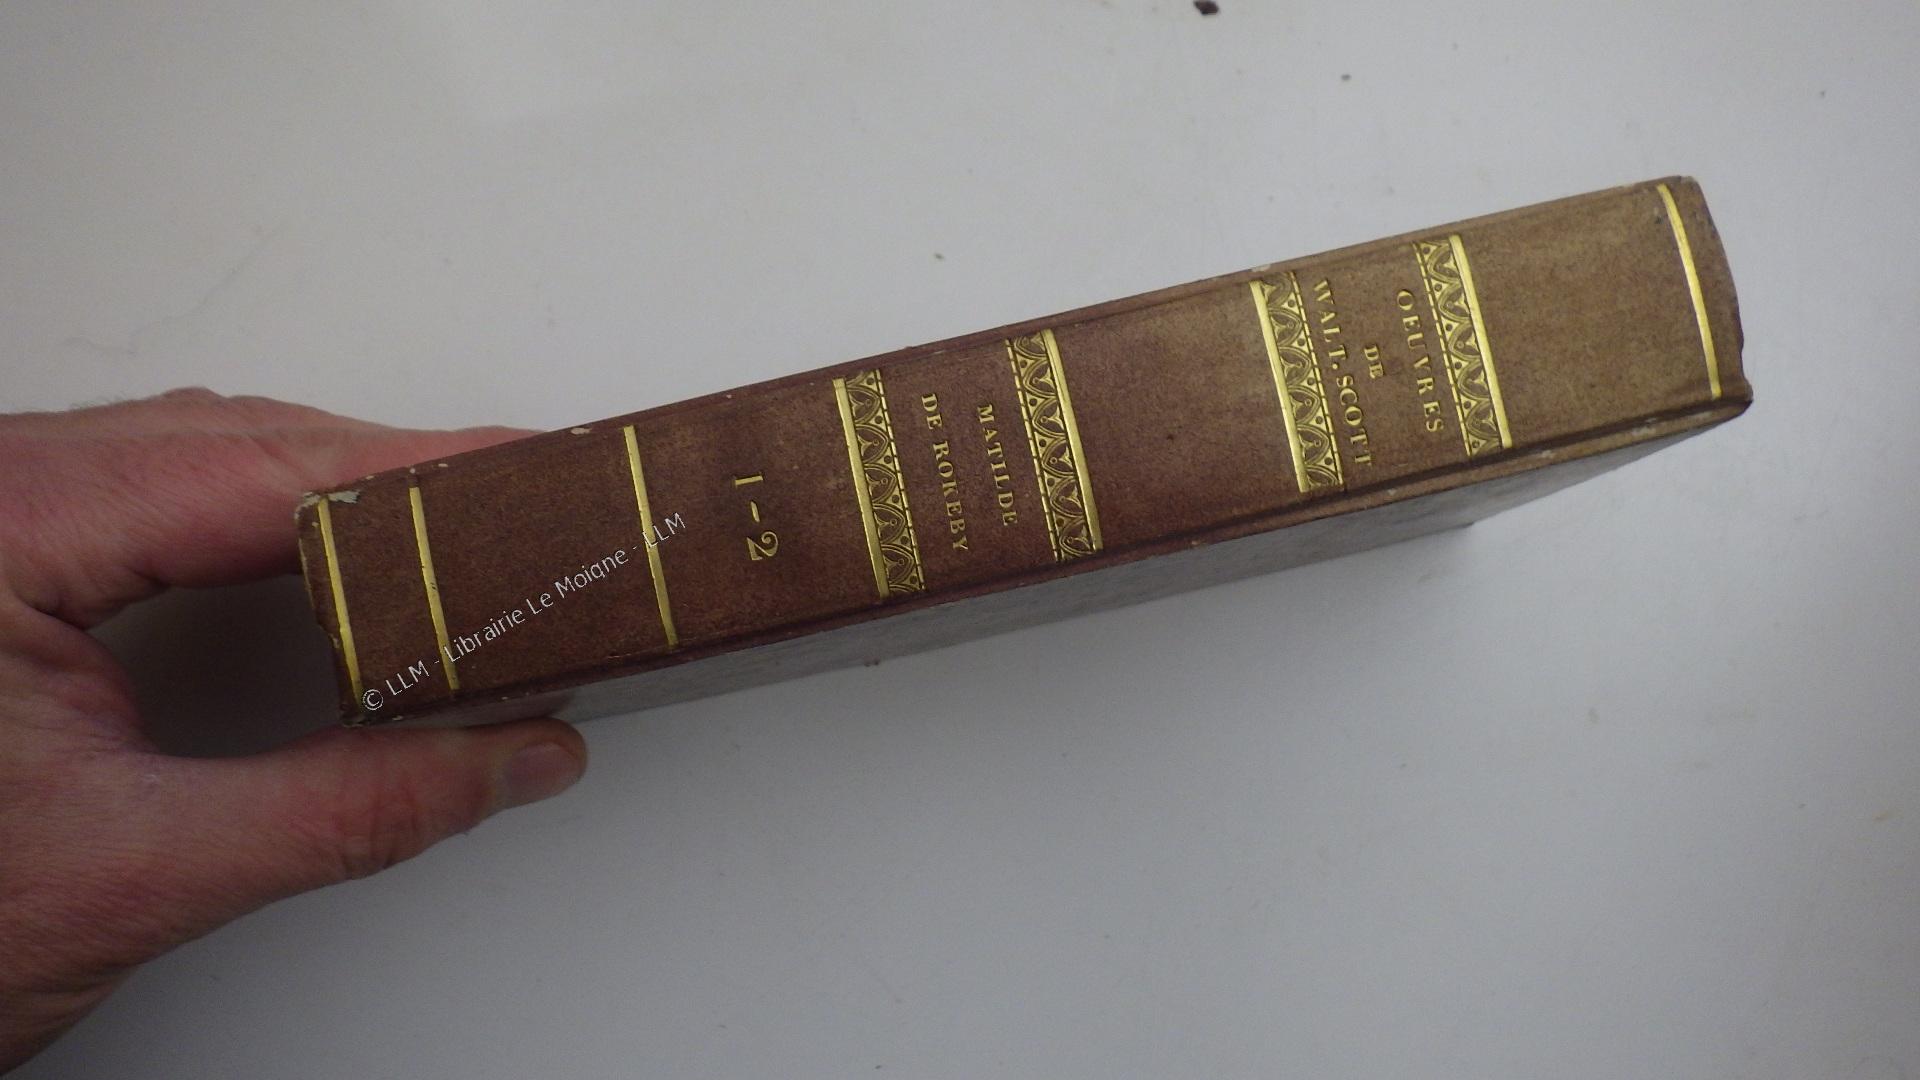 OEUVRES
DE
WALT. SCOTT
MATILDE
DE ROKEBY
1-2
© LLM - Librairie Le Moigne - LLM